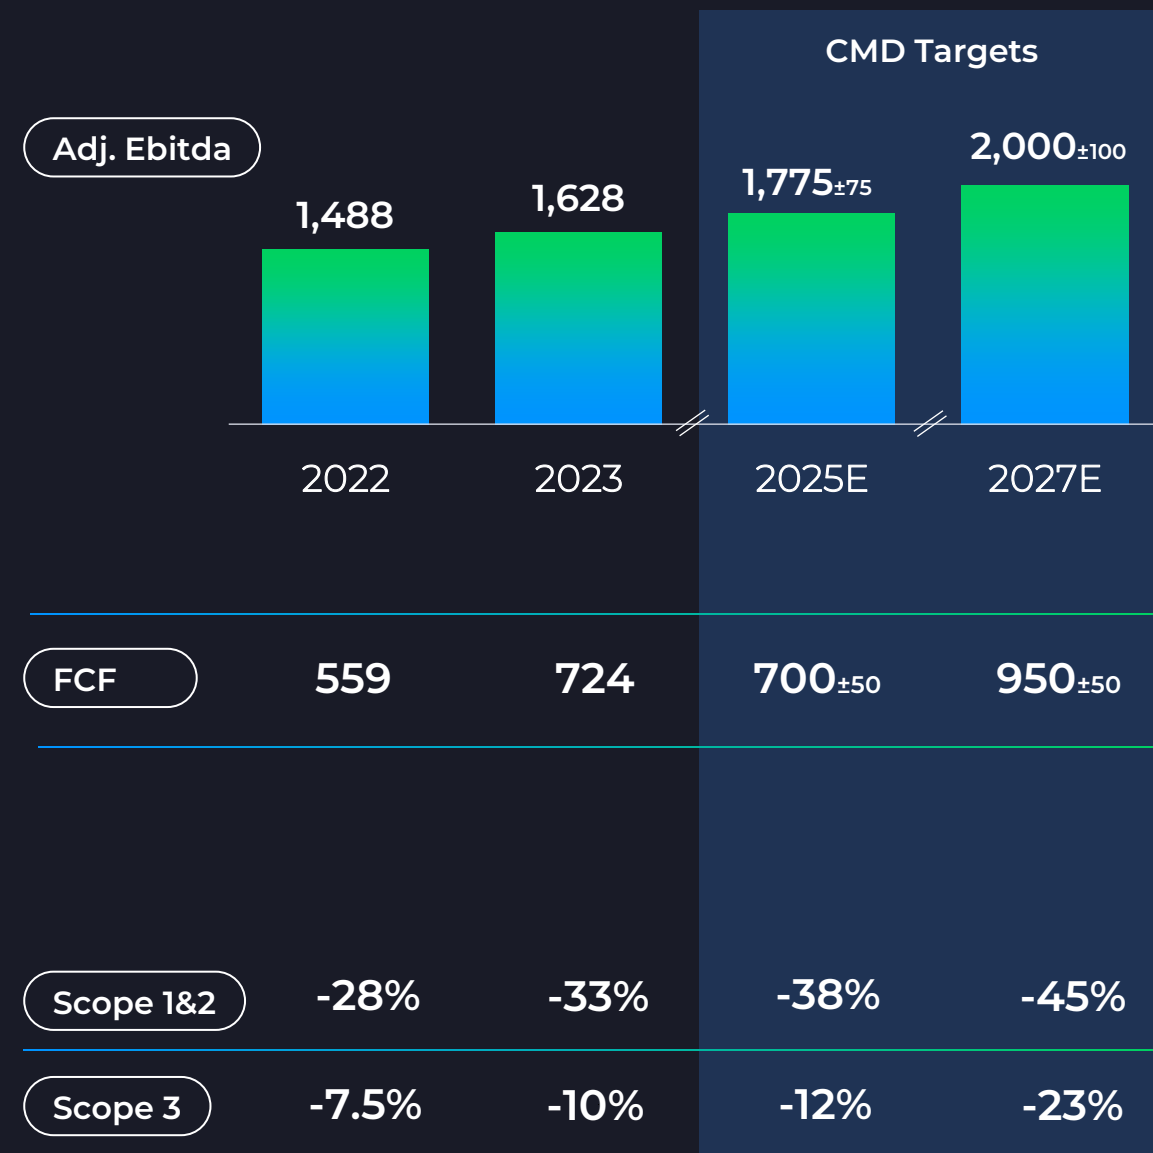 CMD Targets
Adj. Ebitda
1,488
1,628
1,775±75
2,000±100
2022 2023 2025E 2027E
FCF 559 724 700±50 950±50
Scope 1&2 -28% -33% -38% -45%
Scope 3 -7.5% -10% -12% -23%